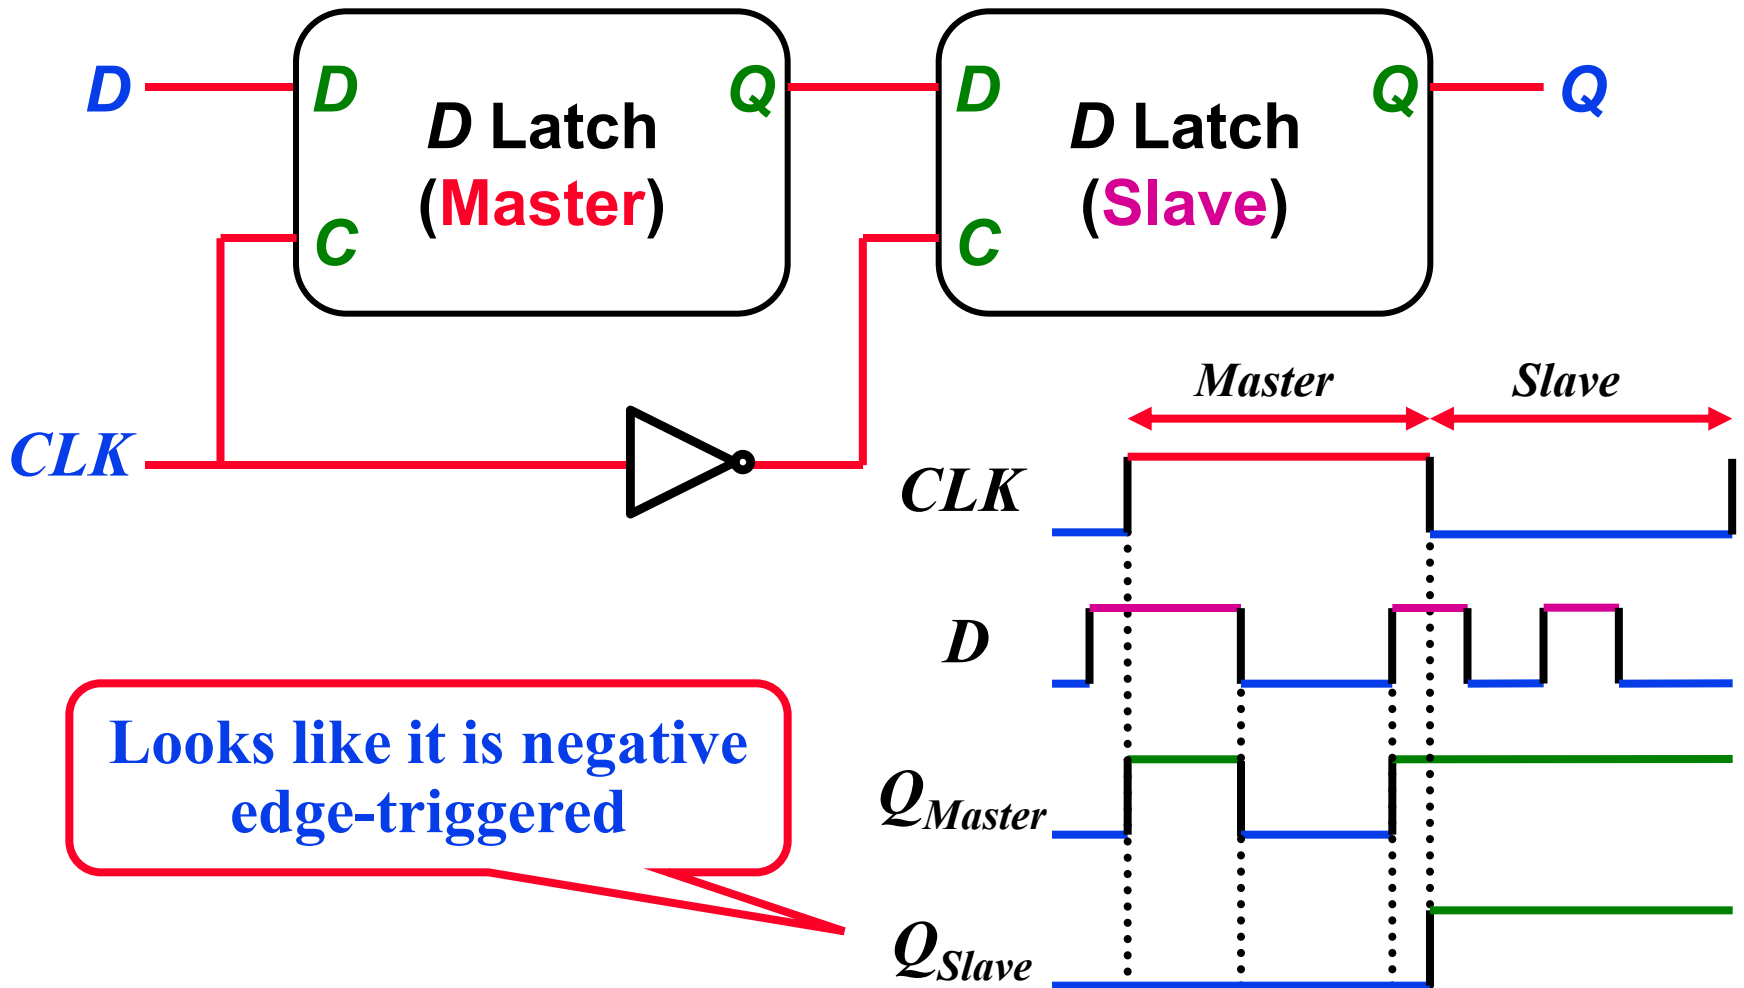 D D Q D Q Q
D Latch D Latch
(Master) (Slave)
C C
Master Slave
CLK
CLK
D
Looks like it is negative
edge-triggered
QMaster
QSlave